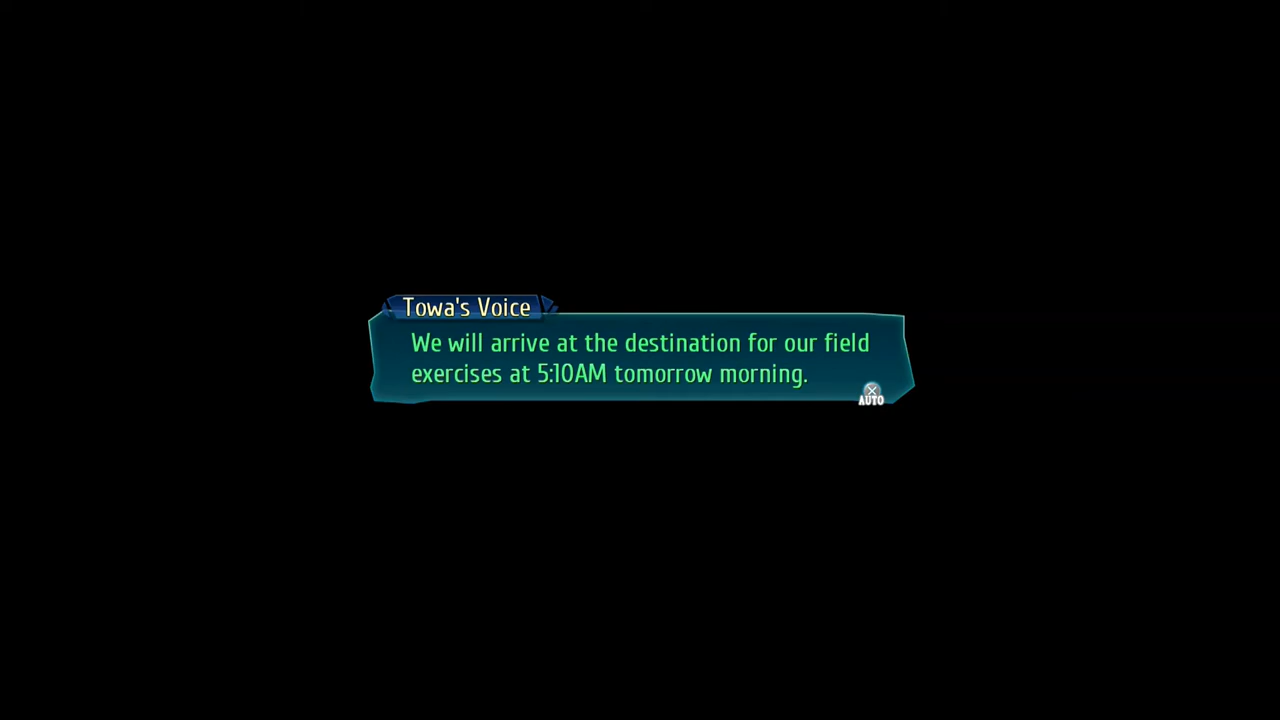 Towa's Voice
We will arrive at the destination for our field
exercises at 5:10AM tomorrow morning.
AUTO